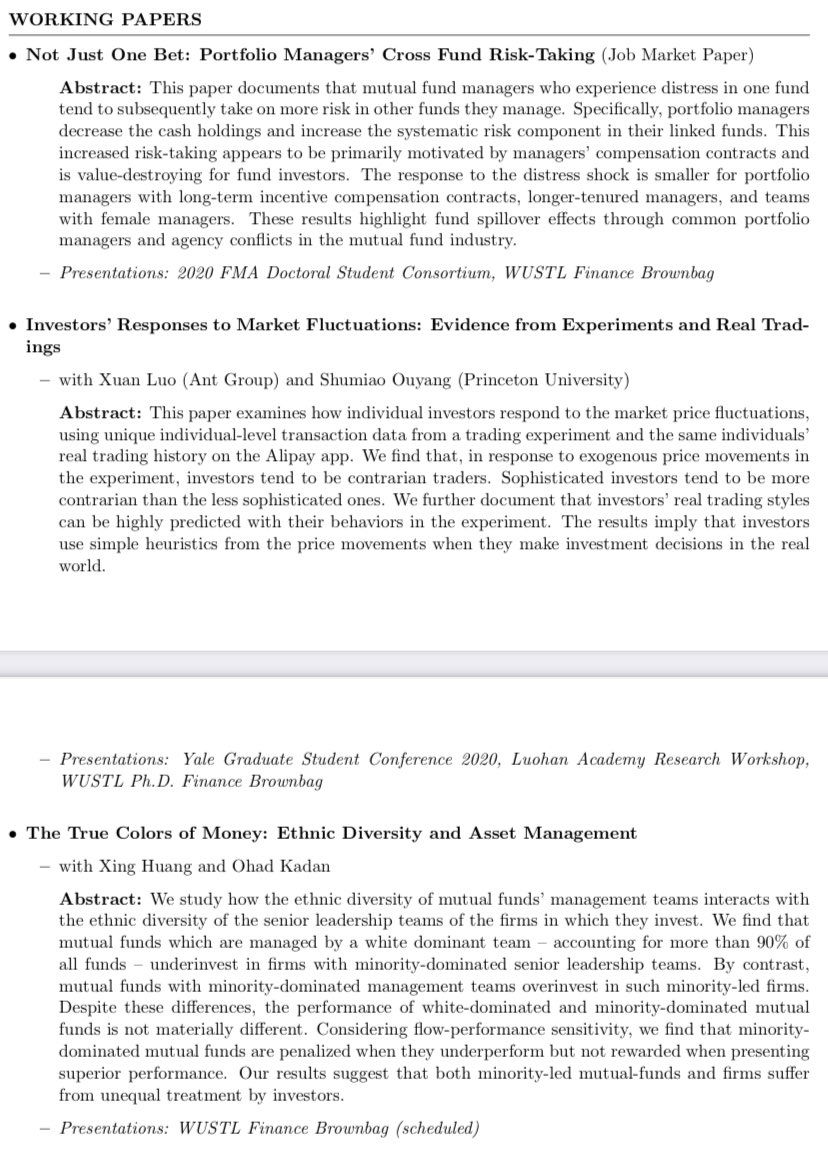 WORKING PAPERS
• Not Just One Bet: Portfolio Managers’ Cross Fund Risk-Taking (Job Market Paper)
Abstract: This paper documents that mutual fund managers who experience distress in one fund
tend to subsequently take on more risk in other funds they manage. Specifically, portfolio managers
decrease the cash holdings and increase the systematic risk component in their linked funds. This
increased risk-taking appears to be primarily motivated by managers’ compensation contracts and
is value-destroying for fund investors. The response to the distress shock is smaller for portfolio
managers with long-term incentive compensation contracts, longer-tenured managers, and teams
with female managers. These results highlight fund spillover effects through common portfolio
managers and agency conflicts in the mutual fund industry.
– Presentations: 2020 FMA Doctoral Student Consortium, WUSTL Finance Brownbag
• Investors’ Responses to Market Fluctuations: Evidence from Experiments and Real Trad-
ings
– with Xuan Luo (Ant Group) and Shumiao Ouyang (Princeton University)
Abstract: This paper examines how individual investors respond to the market price fluctuations,
using unique individual-level transaction data from a trading experiment and the same individuals’
real trading history on the Alipay app. We find that, in response to exogenous price movements in
the experiment, investors tend to be contrarian traders. Sophisticated investors tend to be more
contrarian than the less sophisticated ones. We further document that investors’ real trading styles
can be highly predicted with their behaviors in the experiment. The results imply that investors
use simple heuristics from the price movements when they make investment decisions in the real
world.
– Presentations: Yale Graduate Student Conference 2020, Luohan Academy Research Workshop,
WUSTL Ph.D. Finance Brownbag
• The True Colors of Money: Ethnic Diversity and Asset Management
– with Xing Huang and Ohad Kadan
Abstract: We study how the ethnic diversity of mutual funds’ management teams interacts with
the ethnic diversity of the senior leadership teams of the firms in which they invest. We find that
mutual funds which are managed by a white dominant team – accounting for more than 90% of
all funds – underinvest in firms with minority-dominated senior leadership teams. By contrast,
mutual funds with minority-dominated management teams overinvest in such minority-led firms.
Despite these differences, the performance of white-dominated and minority-dominated mutual
funds is not materially different. Considering flow-performance sensitivity, we find that minority-
dominated mutual funds are penalized when they underperform but not rewarded when presenting
superior performance. Our results suggest that both minority-led mutual-funds and firms suffer
from unequal treatment by investors.
– Presentations: WUSTL Finance Brownbag (scheduled)